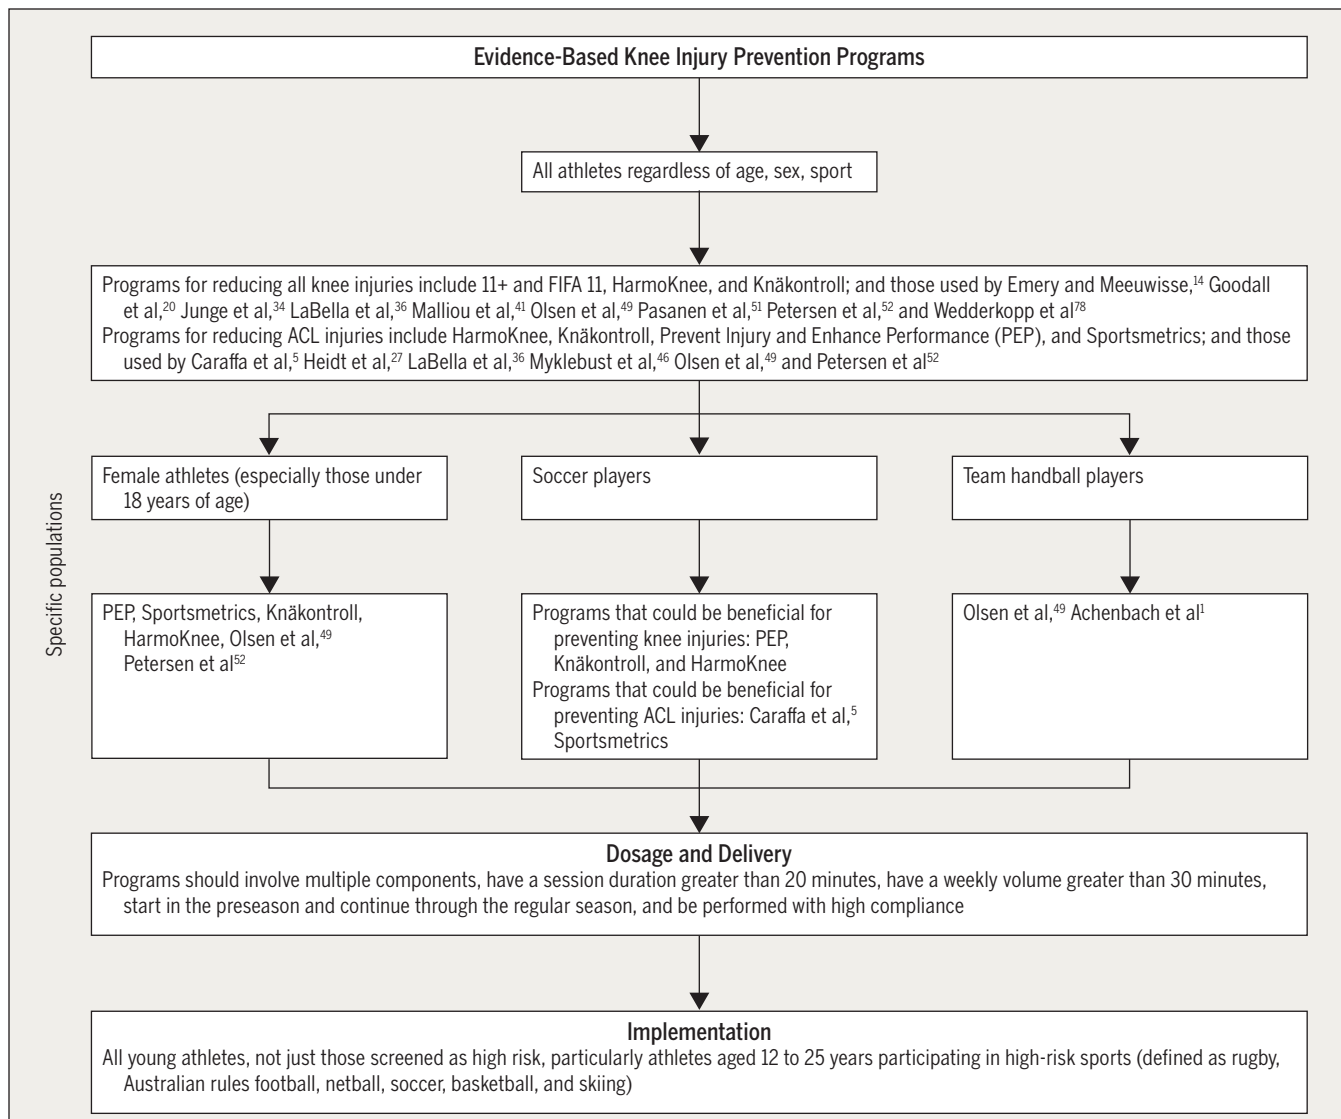 Evidence-Based Knee Injury Prevention Programs
All athletes regardless of age, sex, sport
Programs for reducing all knee injuries include 11+ and FIFA 11, HarmoKnee, and Knäkontroll; and those used by Emery and Meeuwisse,14 Goodall
et al,20 Junge et al,34 LaBella et al,36 Malliou et al,41 Olsen et al,49 Pasanen et al,51 Petersen et al,52 and Wedderkopp et al78
Programs for reducing ACL injuries include HarmoKnee, Knäkontroll, Prevent Injury and Enhance Performance (PEP), and Sportsmetrics; and those
used by Caraffa et al,5 Heidt et al,27 LaBella et al,36 Myklebust et al,46 Olsen et al,49 and Petersen et al52
Specific populations
Female athletes (especially those under
18 years of age)
Soccer players
Team handball players
PEP, Sportsmetrics, Knäkontroll,
HarmoKnee, Olsen et al,49
Petersen et al52
Programs that could be beneficial for
preventing knee injuries: PEP,
Knäkontroll, and HarmoKnee
Programs that could be beneficial for
preventing ACL injuries: Caraffa et al,5
Sportsmetrics
Olsen et al,49 Achenbach et al1
Dosage and Delivery
Programs should involve multiple components, have a session duration greater than 20 minutes, have a weekly volume greater than 30 minutes,
start in the preseason and continue through the regular season, and be performed with high compliance
Implementation
All young athletes, not just those screened as high risk, particularly athletes aged 12 to 25 years participating in high-risk sports (defined as rugby,
Australian rules football, netball, soccer, basketball, and skiing)